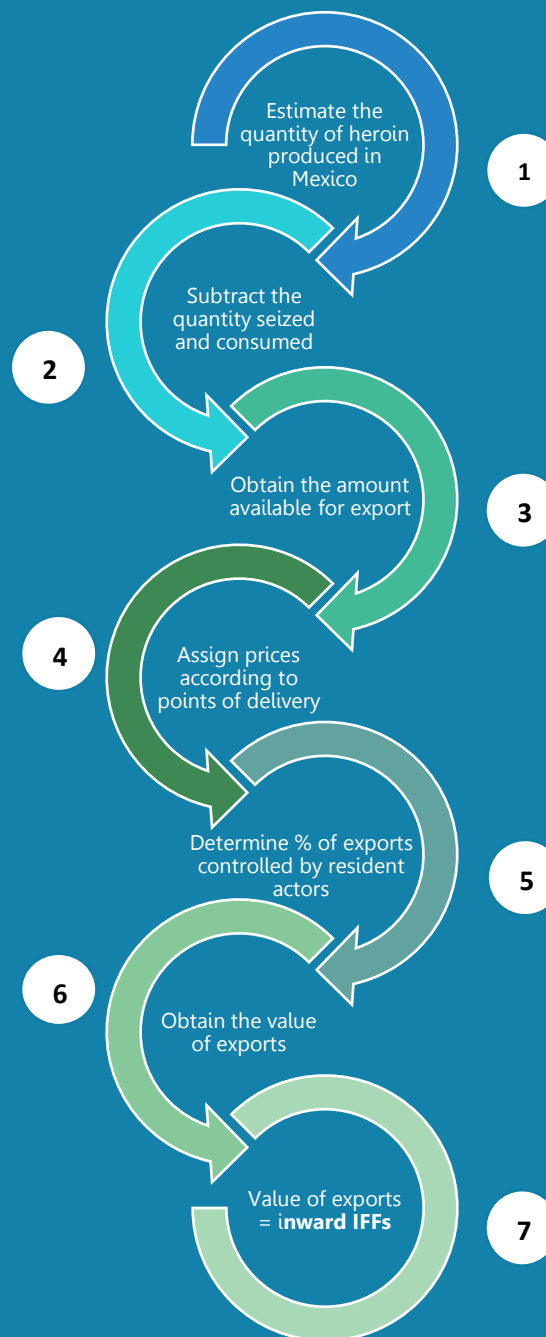 Estimate the
quantity of heroin
produced in
Mexico
1
Subtract the
quantity seized
and consumed
2
Obtain the amount
available for export
3
Assign prices
according to
points of delivery
4
Determine % of exports
controlled by resident
actors
5
Obtain the value
of exports
6
Value of exports
= inward IFFs
7